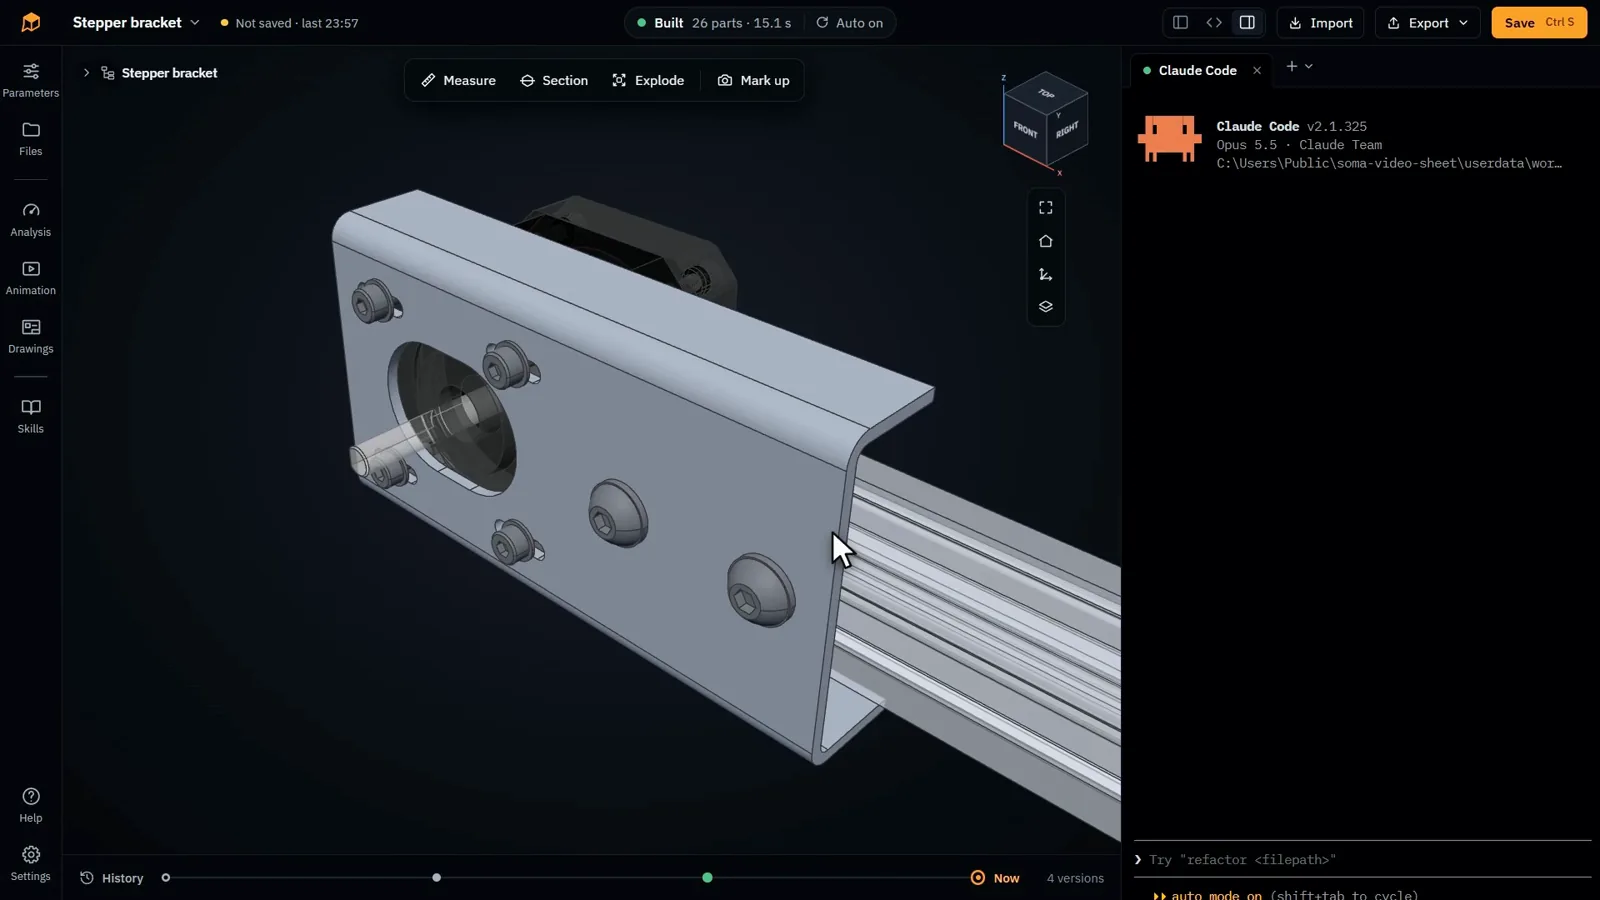 Stepper bracket
Not saved · last 23:57
Built 26 parts · 15.1 s
Auto on
Import
Export
Save Ctrl S
Parameters
Files
Analysis
Animation
Drawings
Skills
Help
Settings
Stepper bracket
Measure
Section
Explode
Mark up
Z
TOP
Y
FRONT
RIGHT
X
History
Now
4 versions
Claude Code
Claude Code v2.1.325
Opus 5.5 · Claude Team
C:\Users\Public\soma-video-sheet\userdata\wor…
❯ Try "refactor <filepath>"
auto mode on (shift+tab to cycle)